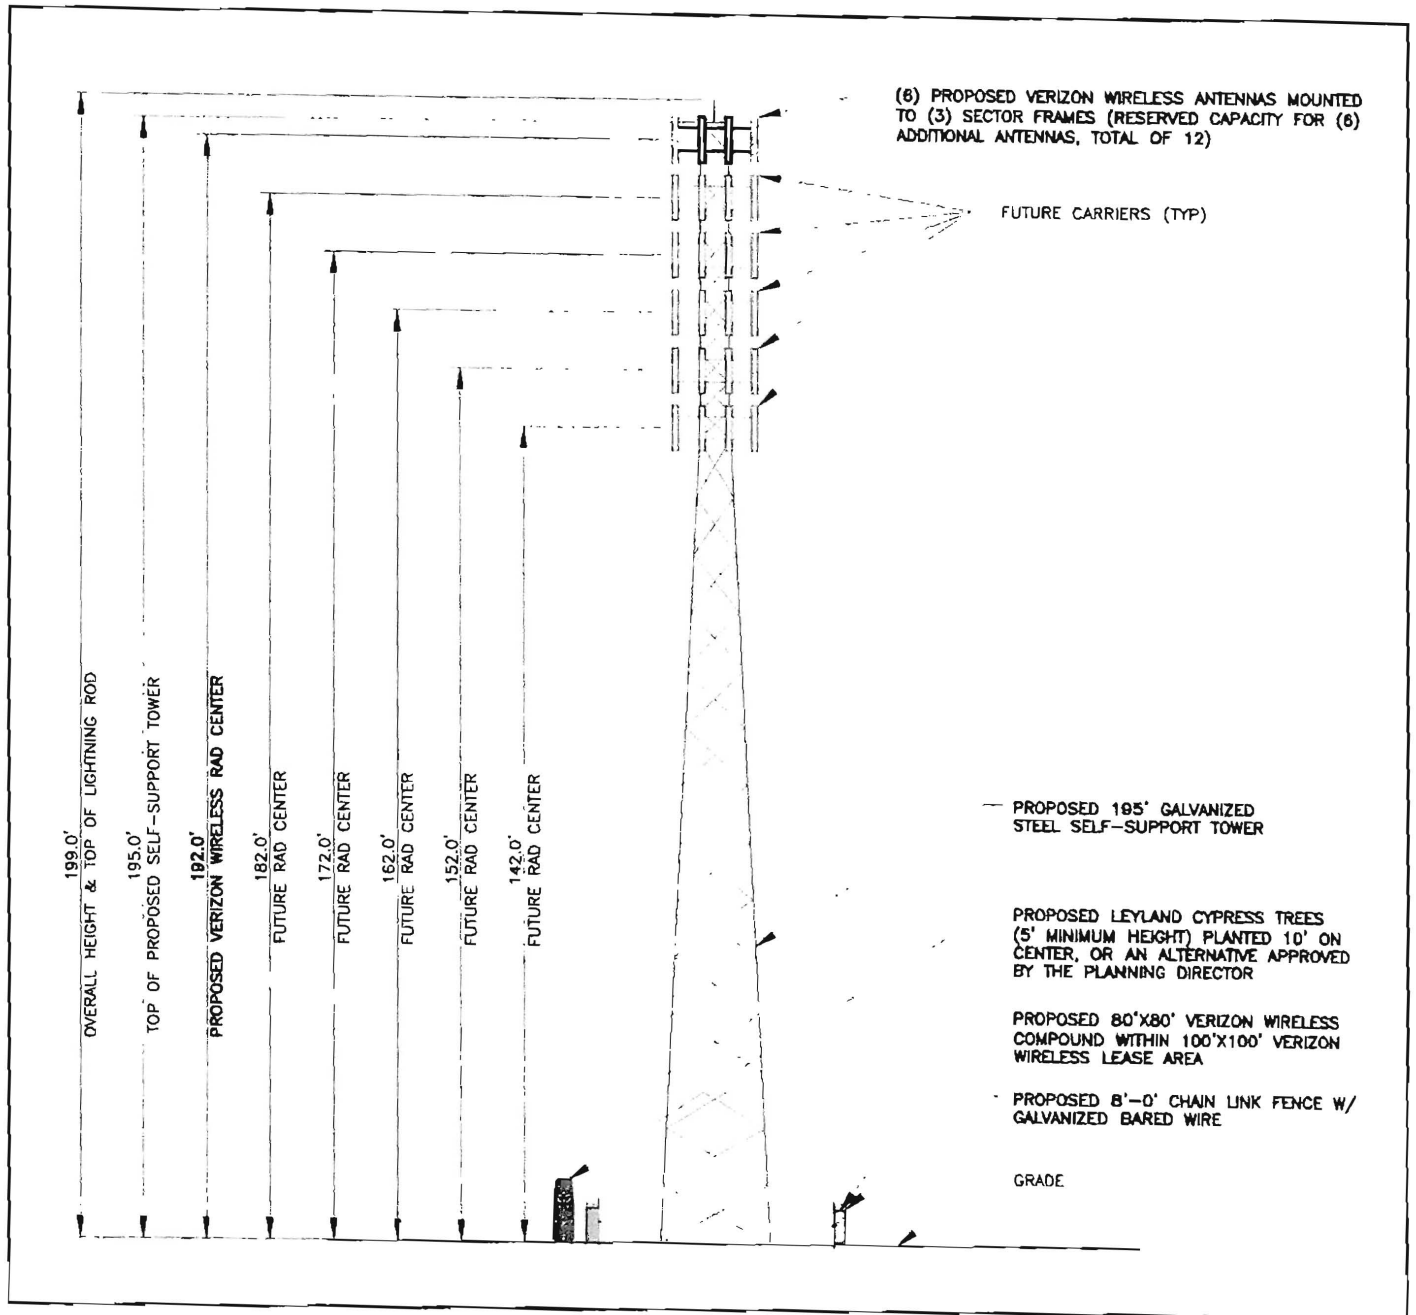 (6) PROPOSED VERIZON WIRELESS ANTENNAS MOUNTED
TO (3) SECTOR FRAMES (RESERVED CAPACITY FOR (6)
ADDITIONAL ANTENNAS, TOTAL OF 12)
FUTURE CARRIERS (TYP)
199.0'
OVERALL HEIGHT & TOP OF LIGHTNING ROD
195.0'
TOP OF PROPOSED SELF-SUPPORT TOWER
192.0'
PROPOSED VERIZON WIRELESS RAD CENTER
182.0'
FUTURE RAD CENTER
172.0'
FUTURE RAD CENTER
162.0'
FUTURE RAD CENTER
152.0'
FUTURE RAD CENTER
142.0'
FUTURE RAD CENTER
PROPOSED 195' GALVANIZED
STEEL SELF-SUPPORT TOWER
PROPOSED LEYLAND CYPRESS TREES
(5' MINIMUM HEIGHT) PLANTED 10' ON
CENTER, OR AN ALTERNATIVE APPROVED
BY THE PLANNING DIRECTOR
PROPOSED 80'X80' VERIZON WIRELESS
COMPOUND WITHIN 100'X100' VERIZON
WIRELESS LEASE AREA
PROPOSED 8'-0' CHAIN LINK FENCE W/
GALVANIZED BARED WIRE
GRADE